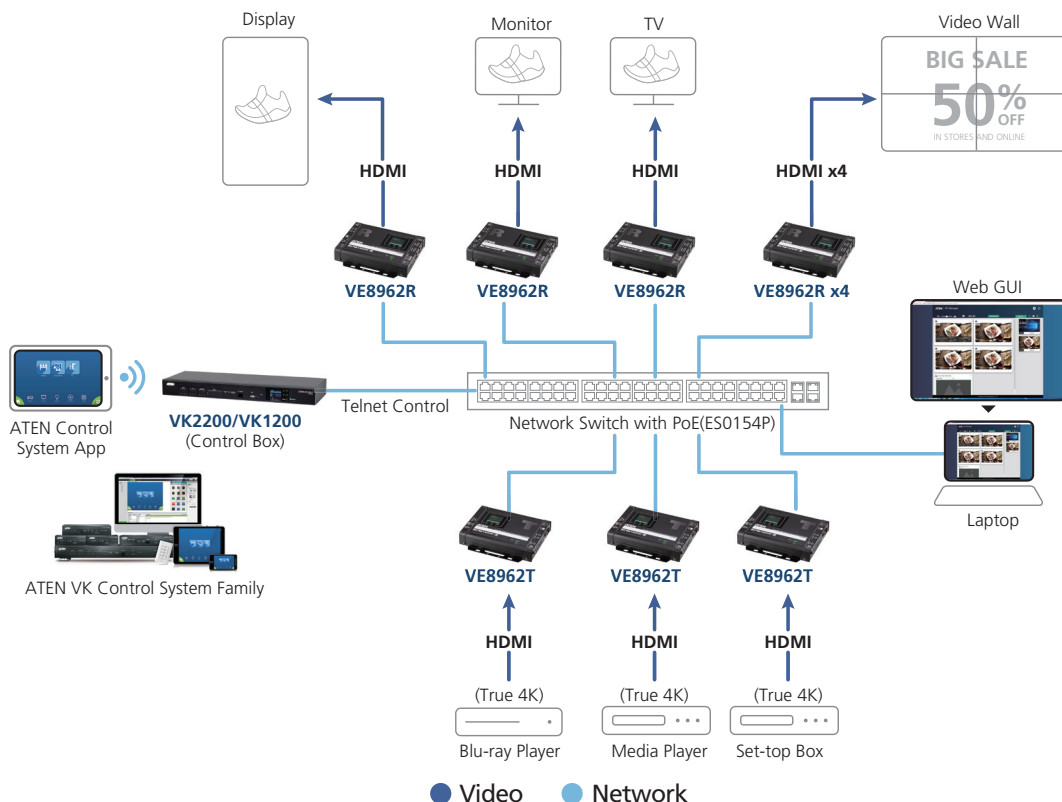 Display
Monitor
TV
Video Wall
BIG SALE
50%
OFF
IN STORES AND ONLINE
HDMI
HDMI
HDMI
HDMI x4
VE8962R
VE8962R
VE8962R
VE8962R x4
Web GUI
ATEN Control
System App
VK2200/VK1200
(Control Box)
Telnet Control
Network Switch with PoE(ES0154P)
Laptop
ATEN VK Control System Family
VE8962T
VE8962T
VE8962T
HDMI
HDMI
HDMI
(True 4K)
(True 4K)
(True 4K)
Blu-ray Player
Media Player
Set-top Box
Video
Network